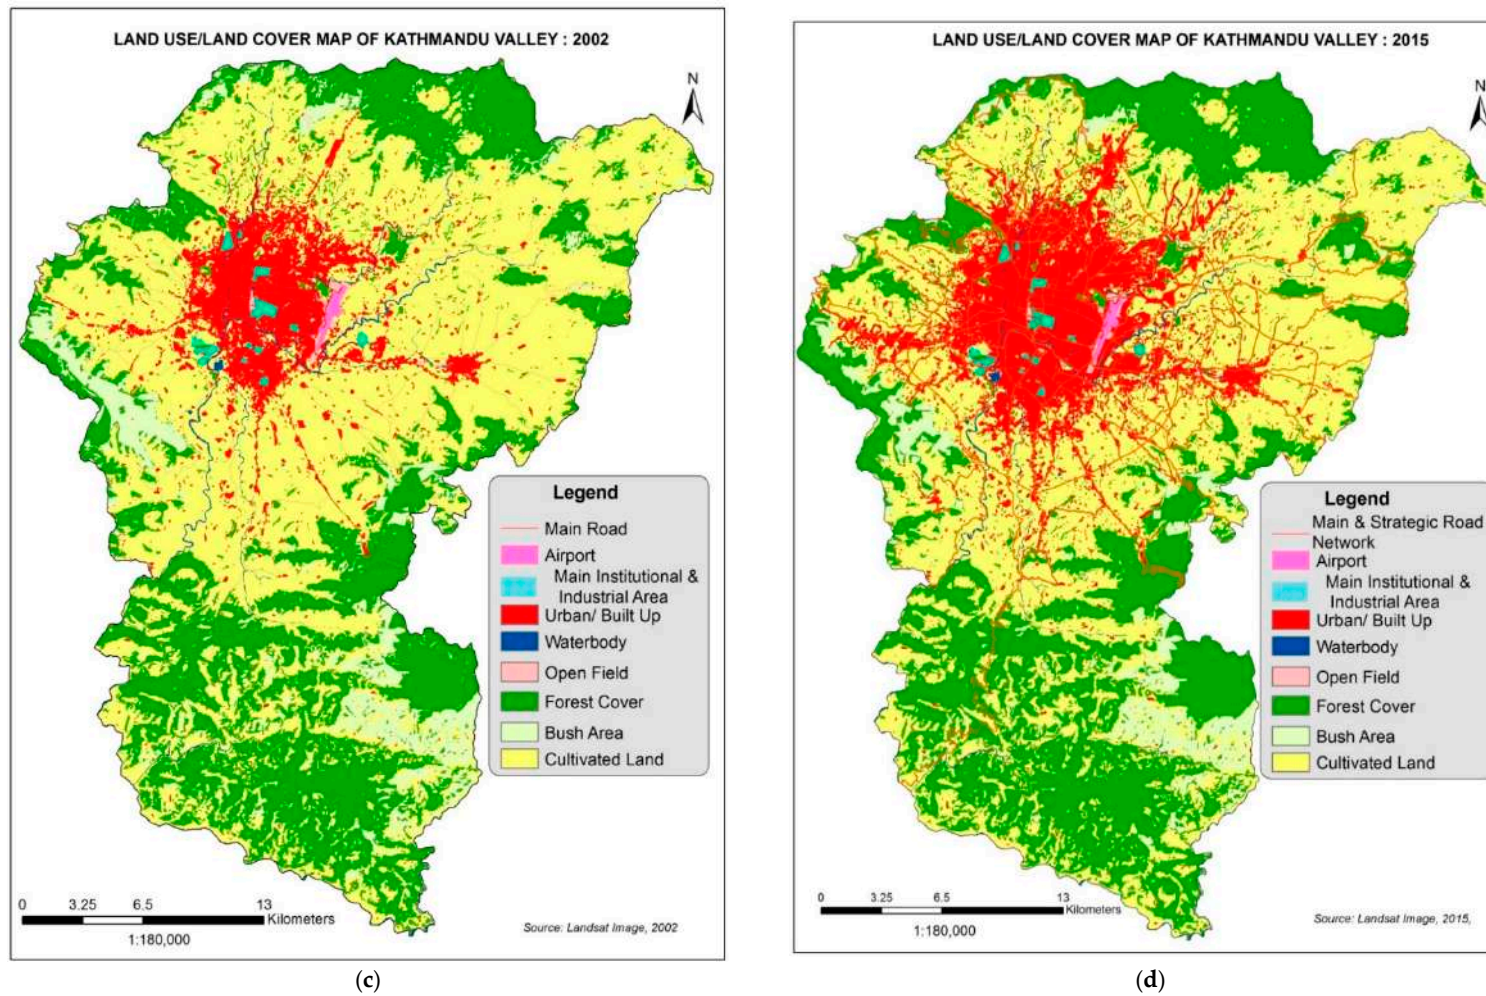 LAND USE/LAND COVER MAP OF KATHMANDU VALLEY : 2002
N
Legend
Main Road
Airport
Main Institutional &
Industrial Area
Urban/ Built Up
Waterbody
Open Field
Forest Cover
Bush Area
Cultivated Land
0 3.25 6.5 13
Kilometers
1:180,000
Source: Landsat Image, 2002
(c)
LAND USE/LAND COVER MAP OF KATHMANDU VALLEY : 2015
N
Legend
Main & Strategic Road
Network
Airport
Main Institutional &
Industrial Area
Urban/ Built Up
Waterbody
Open Field
Forest Cover
Bush Area
Cultivated Land
0 3.25 6.5 13
Kilometers
1:180,000
Source: Landsat Image, 2015,
(d)